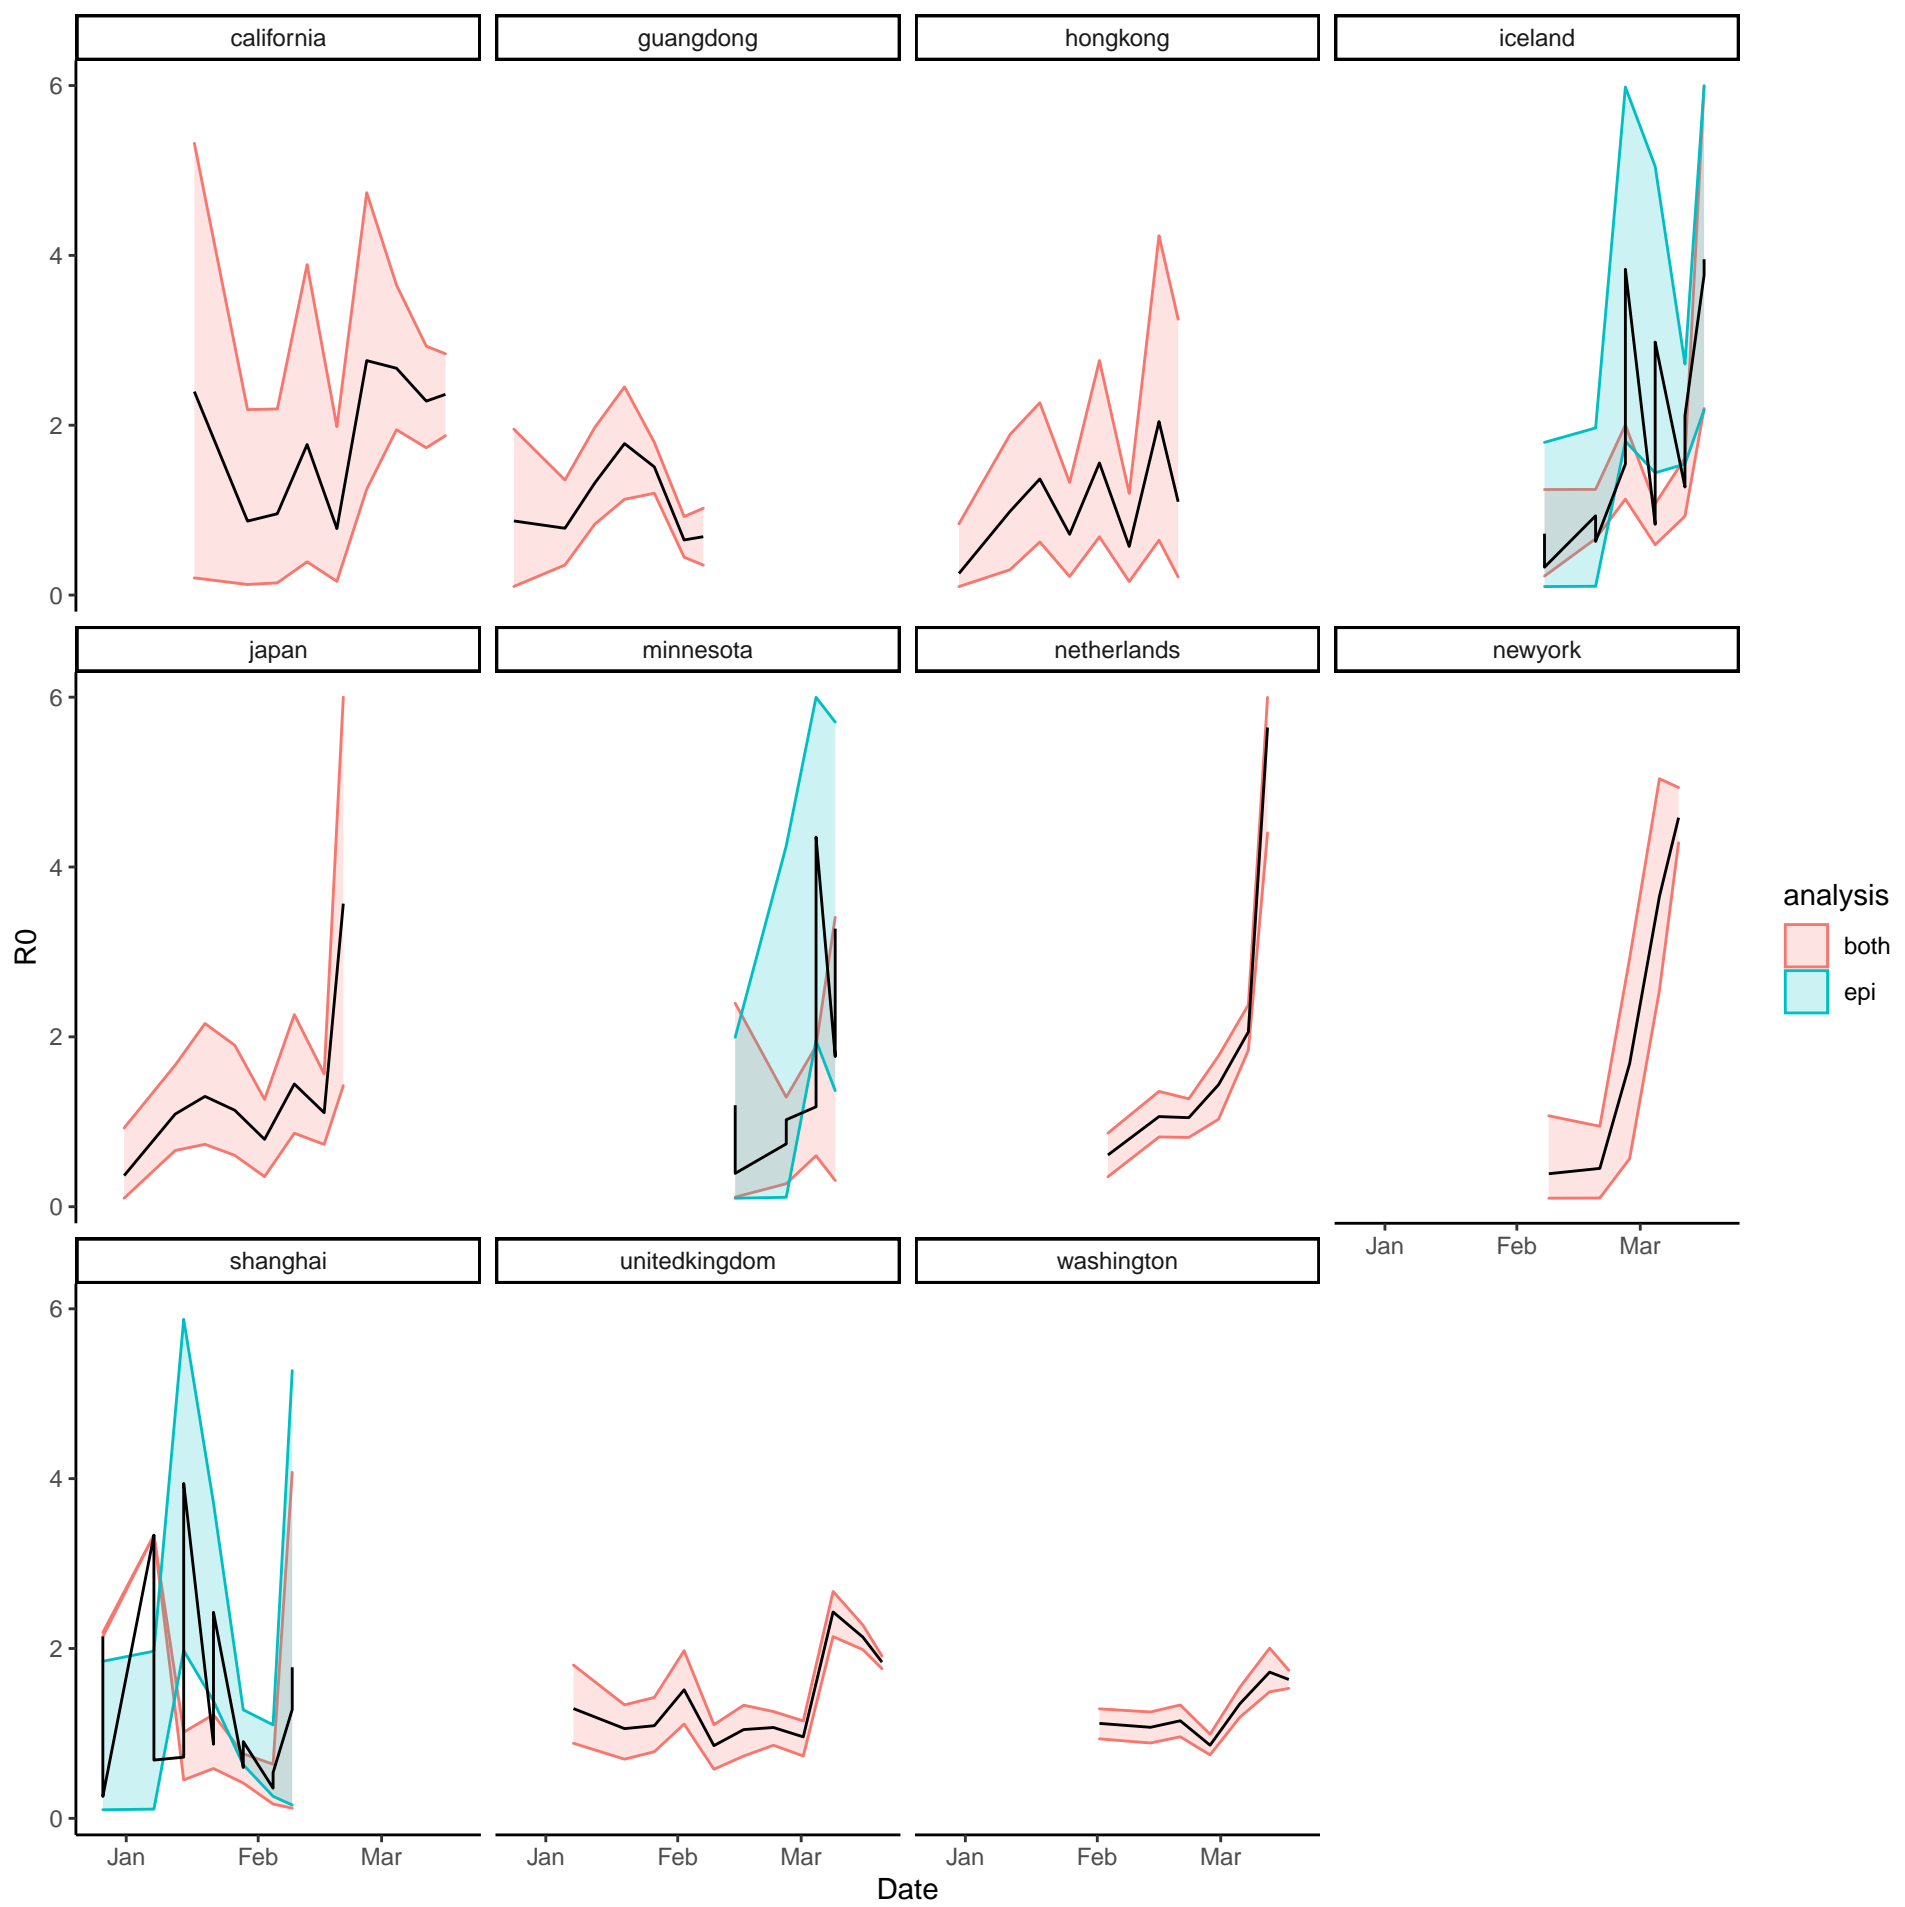 california
guangdong
hongkong
iceland
6
4
2
0
japan
minnesota
netherlands
newyork
6
4
2
0
Jan Feb Mar
R0
analysis
both
epi
shanghai
unitedkingdom
washington
6
4
2
0
Jan Feb Mar
Jan Feb Mar
Jan Feb Mar
Date